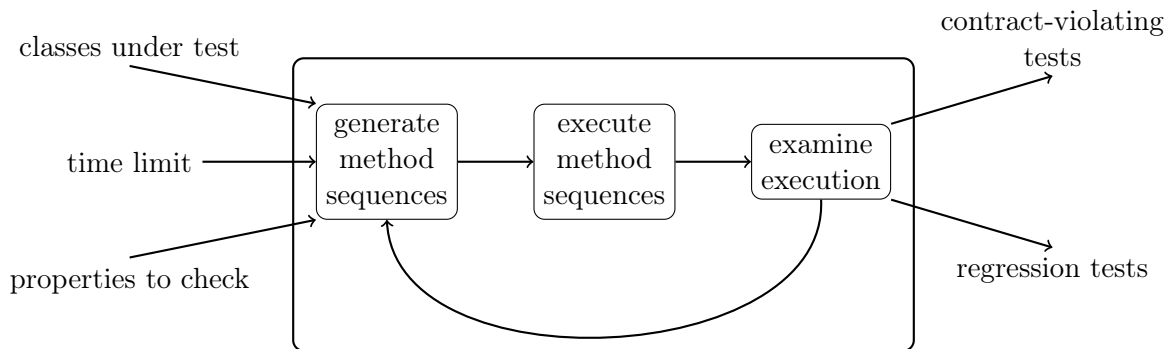 classes under test
time limit
properties to check
generate
method
sequences
execute
method
sequences
examine
execution
contract-violating
tests
regression tests